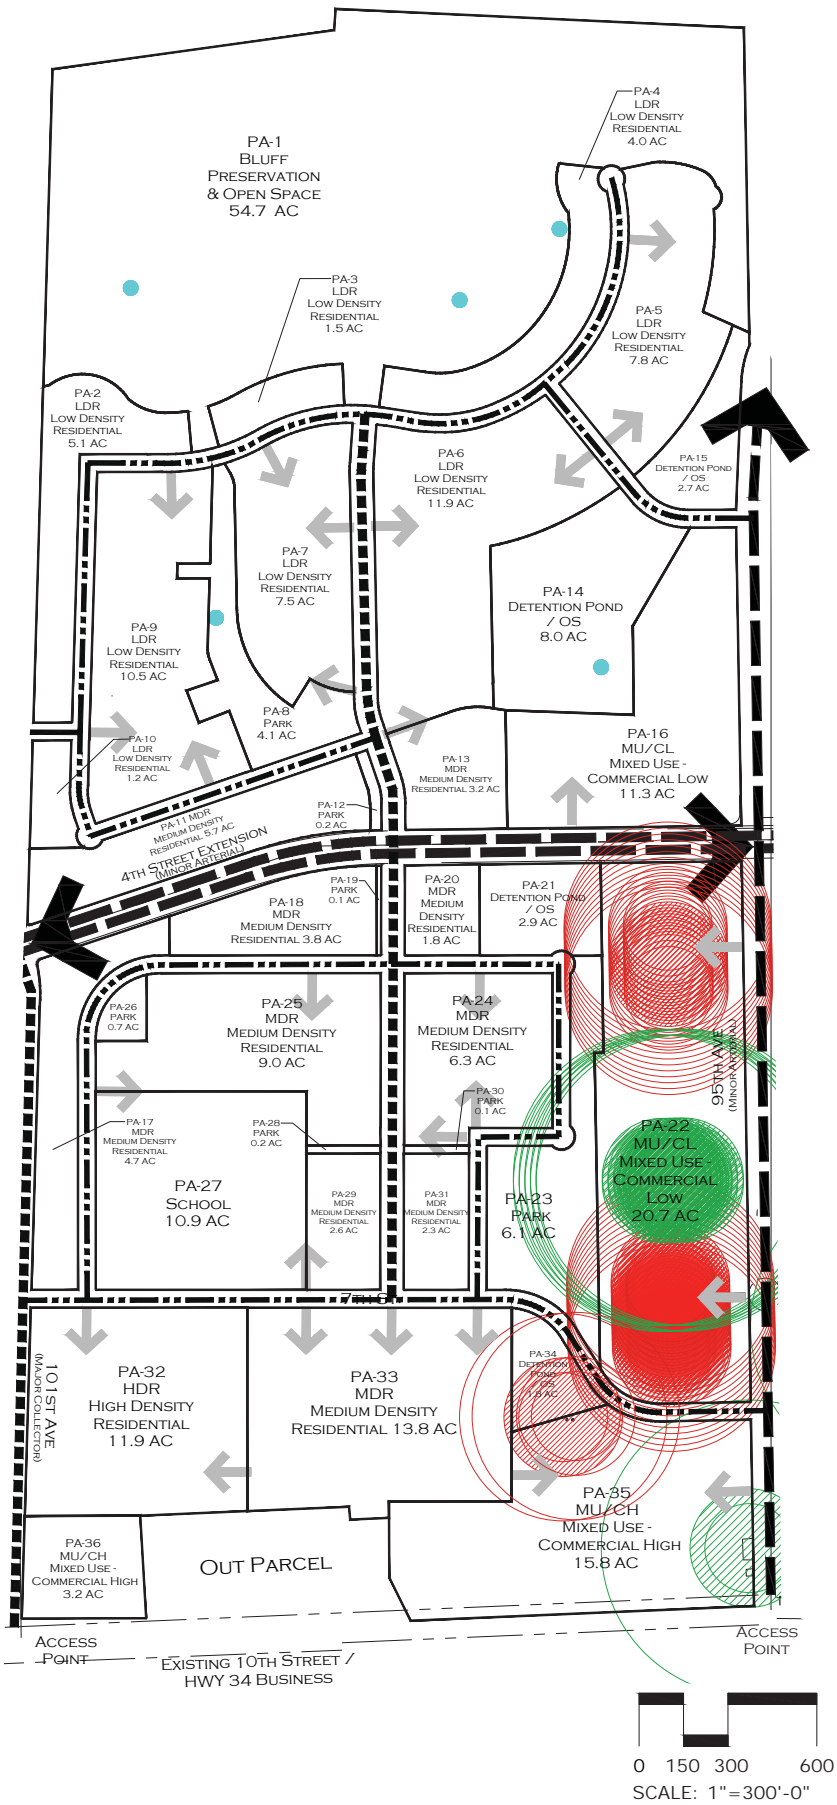 PA-4
LDR
Low Density
Residential
4.0 AC
PA-1
Bluff
Preservation
& Open Space
54.7 AC
PA-3
LDR
Low Density
Residential
1.5 AC
PA-5
LDR
Low Density
Residential
7.8 AC
PA-2
LDR
Low Density
Residential
5.1 AC
PA-6
LDR
Low Density
Residential
11.9 AC
PA-15
Detention Pond
/ OS
2.7 AC
PA-7
LDR
Low Density
Residential
7.5 AC
PA-14
Detention Pond
/ OS
8.0 AC
PA-9
LDR
Low Density
Residential
10.5 AC
PA-8
Park
4.1 AC
PA-10
LDR
Low Density
Residential
1.2 AC
PA-13
MDR
Medium Density
Residential 3.2 AC
PA-16
MU/CL
Mixed Use -
Commercial Low
11.3 AC
PA-11 MDR
Medium Density
Residential 5.7 AC
PA-12
Park
0.2 AC
4th Street Extension
(Minor Arterial)
PA-19
Park
0.1 AC
PA-20
MDR
Medium
Density
Residential
1.8 AC
PA-21
Detention Pond
/ OS
2.9 AC
PA-18
MDR
Medium Density
Residential 3.8 AC
PA-26
Park
0.7 AC
PA-25
MDR
Medium Density
Residential
9.0 AC
PA-24
MDR
Medium Density
Residential
6.3 AC
95th Ave
(Minor Arterial)
PA-30
Park
0.1 AC
PA-17
MDR
Medium Density
Residential
4.7 AC
PA-28
Park
0.2 AC
PA-22
MU/CL
Mixed Use -
Commercial
Low
20.7 AC
PA-27
School
10.9 AC
PA-29
MDR
Medium Density
Residential
2.6 AC
PA-31
MDR
Medium Density
Residential
2.3 AC
PA-23
Park
6.1 AC
7th St
101st Ave
(Major Collector)
PA-32
HDR
High Density
Residential
11.9 AC
PA-33
MDR
Medium Density
Residential 13.8 AC
PA-34
Detention
Pond
/ OS
1.8 AC
PA-35
MU/CH
Mixed Use -
Commercial High
15.8 AC
PA-36
MU/CH
Mixed Use -
Commercial High
3.2 AC
Out Parcel
Access
Point
Existing 10th Street /
HWY 34 Business
Access
Point
0 150 300 600
SCALE: 1"=300'-0"